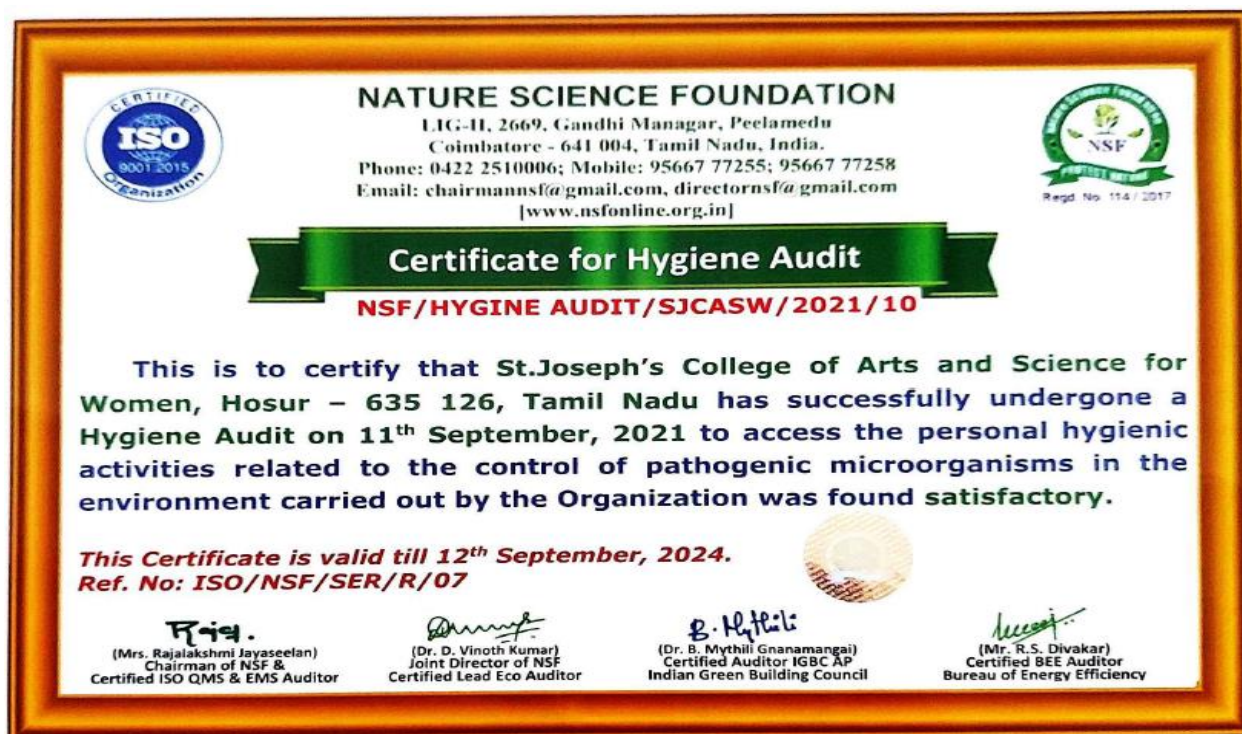 CERTIFIED
ISO
9001:2015
Organization
NATURE SCIENCE FOUNDATION
LIG-II, 2669, Gandhi Managar, Peelamedu
Coimbatore - 641 004, Tamil Nadu, India.
Phone: 0422 2510006; Mobile: 95667 77255; 95667 77258
Email: chairmannsf@gmail.com, directornsf@gmail.com
[www.nsfonline.org.in]
Nature Science Foundation
NSF
PROTECT NATURE
Regd. No. 114 / 2017
Certificate for Hygiene Audit
NSF/HYGINE AUDIT/SJCASW/2021/10
This is to certify that St.Joseph's College of Arts and Science for
Women, Hosur – 635 126, Tamil Nadu has successfully undergone a
Hygiene Audit on 11th September, 2021 to access the personal hygienic
activities related to the control of pathogenic microorganisms in the
environment carried out by the Organization was found satisfactory.
This Certificate is valid till 12th September, 2024.
Ref. No: ISO/NSF/SER/R/07
B. Mythili
(Mrs. Rajalakshmi Jayaseelan)
Chairman of NSF &
Certified ISO QMS & EMS Auditor
(Dr. D. Vinoth Kumar)
Joint Director of NSF
Certified Lead Eco Auditor
(Dr. B. Mythili Gnanamangai)
Certified Auditor IGBC AP
Indian Green Building Council
(Mr. R.S. Divakar)
Certified BEE Auditor
Bureau of Energy Efficiency